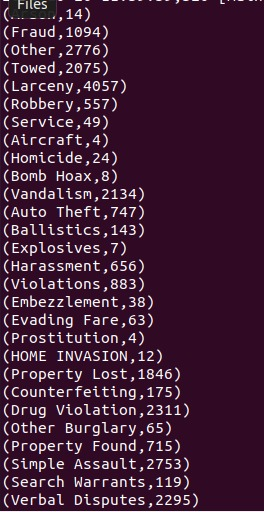 Files
,14)
(Fraud,1094)
(Other,2776)
(Towed,2075)
(Larceny,4057)
(Robbery,557)
(Service,49)
(Aircraft,4)
(Homicide,24)
(Bomb Hoax,8)
(Vandalism,2134)
(Auto Theft,747)
(Ballistics,143)
(Explosives,7)
(Harassment,656)
(Violations,883)
(Embezzlement,38)
(Evading Fare,63)
(Prostitution,4)
(HOME INVASION,12)
(Property Lost,1846)
(Counterfeiting,175)
(Drug Violation,2311)
(Other Burglary,65)
(Property Found,715)
(Simple Assault,2753)
(Search Warrants,119)
(Verbal Disputes,2295)